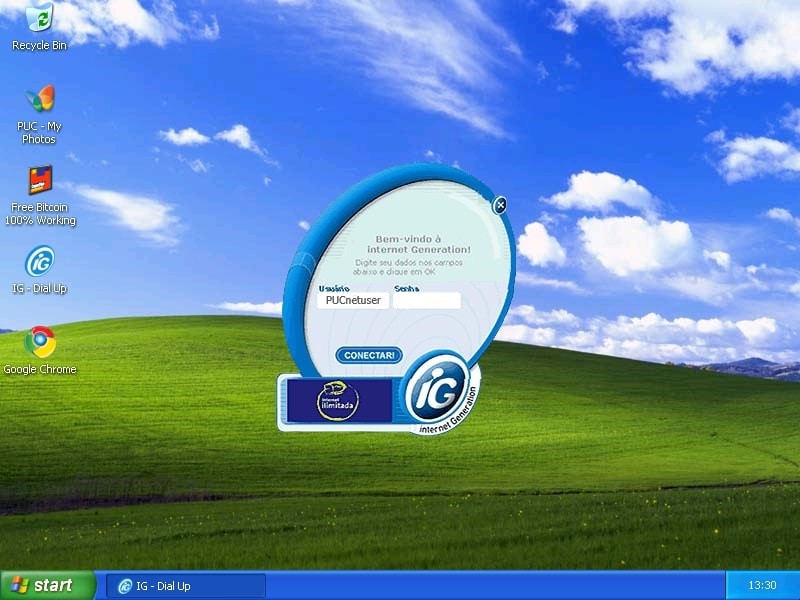 Recycle Bin
PUC - My
Photos
Free Bitcoin
100% Working
IG - Dial Up
Google Chrome
Bem-vindo à
internet Generation!
Digite seu dados nos campos
abaixo e dique em OK
Usuário
Senha
PUCnetuser
CONECTAR!
internet
ilimitada
iG
internet Generation
start
IG - Dial Up
13:30